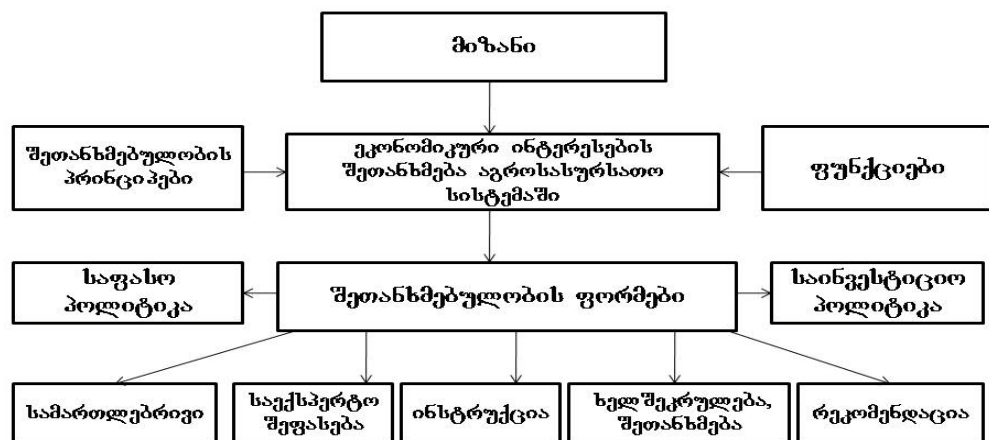 მიზანი
შეთანხმებულობის
პრინციპები
ეკონომიკური ინტერესების
შეთანხმება აგროსასურსათო
სისტემაში
ფუნქციები
საფასო
პოლიტიკა
შეთანხმებულობის ფორმები
საინვესტიციო
პოლიტიკა
სამართლებრივი
საექსპერტო
შეფასება
ინსტრუქცია
ხელშეკრულება,
შეთანხმება
რეკომენდაცია